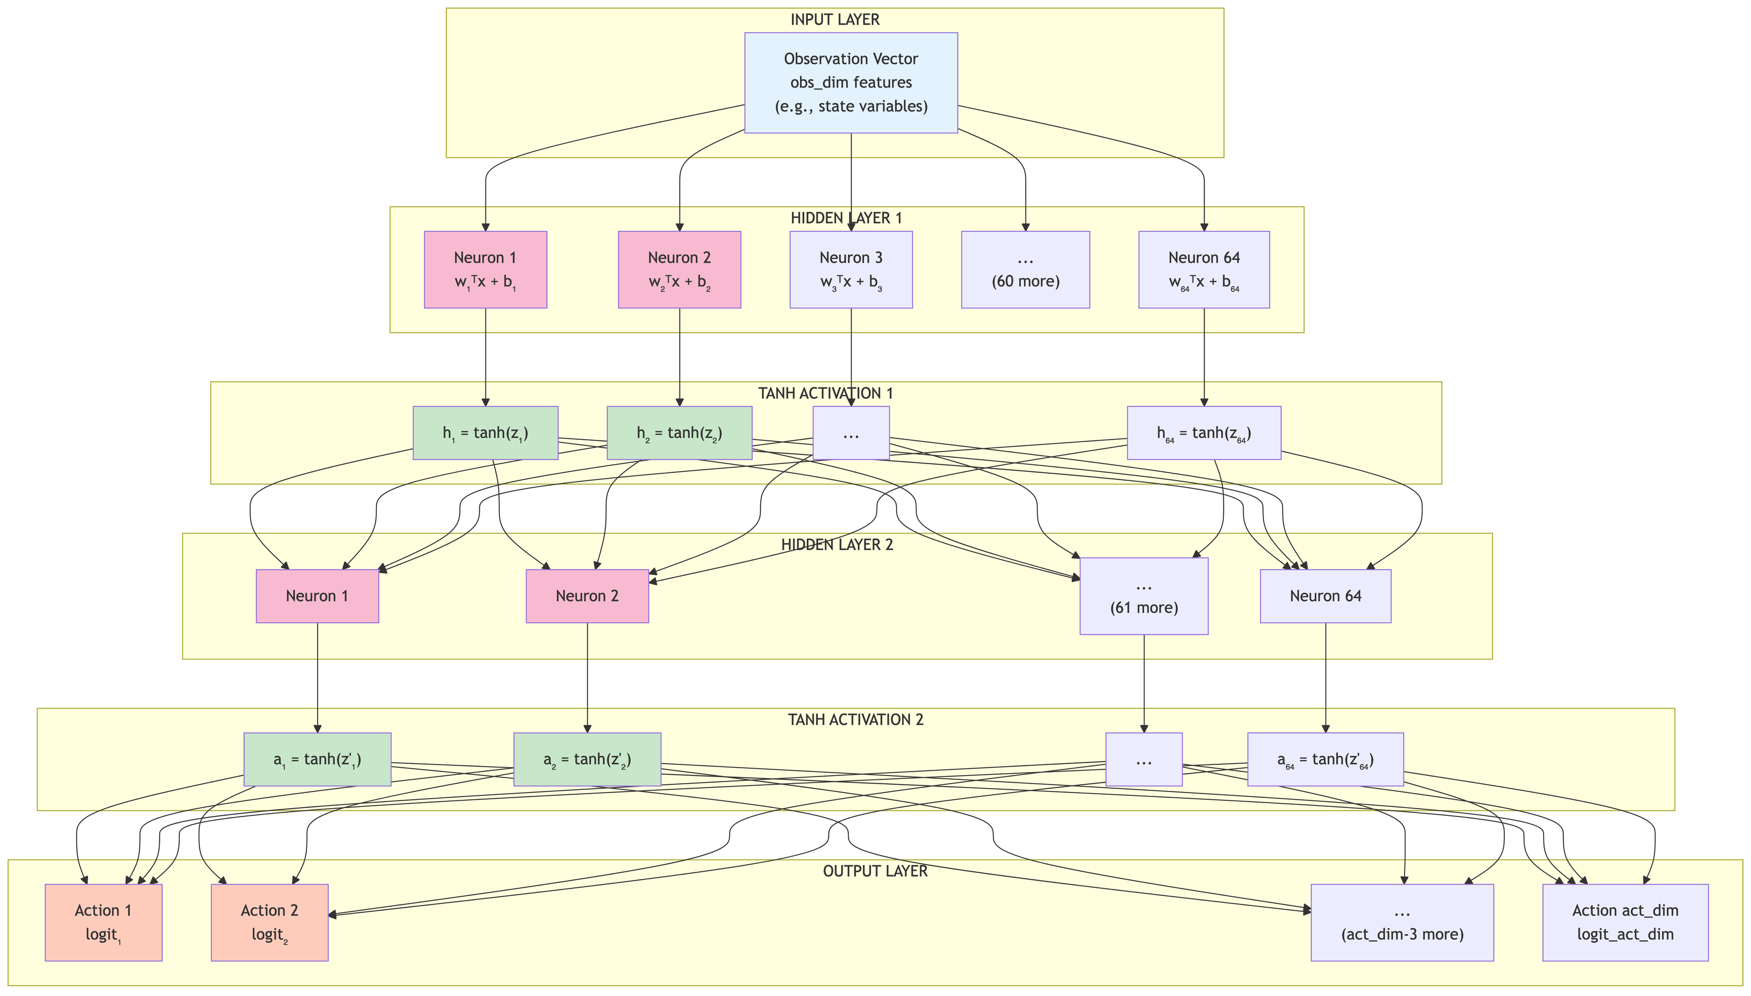 INPUT LAYER
Observation Vector
obs_dim features
(e.g., state variables)
HIDDEN LAYER 1
Neuron 1
w₁ᵀx + b₁
Neuron 2
w₂ᵀx + b₂
Neuron 3
w₃ᵀx + b₃
...
(60 more)
Neuron 64
w₆₄ᵀx + b₆₄
TANH ACTIVATION 1
h₁ = tanh(z₁)
h₂ = tanh(z₂)
...
h₆₄ = tanh(z₆₄)
HIDDEN LAYER 2
Neuron 1
Neuron 2
...
(61 more)
Neuron 64
TANH ACTIVATION 2
a₁ = tanh(z'₁)
a₂ = tanh(z'₂)
...
a₆₄ = tanh(z'₆₄)
OUTPUT LAYER
Action 1
logit₁
Action 2
logit₂
...
(act_dim-3 more)
Action act_dim
logit_act_dim